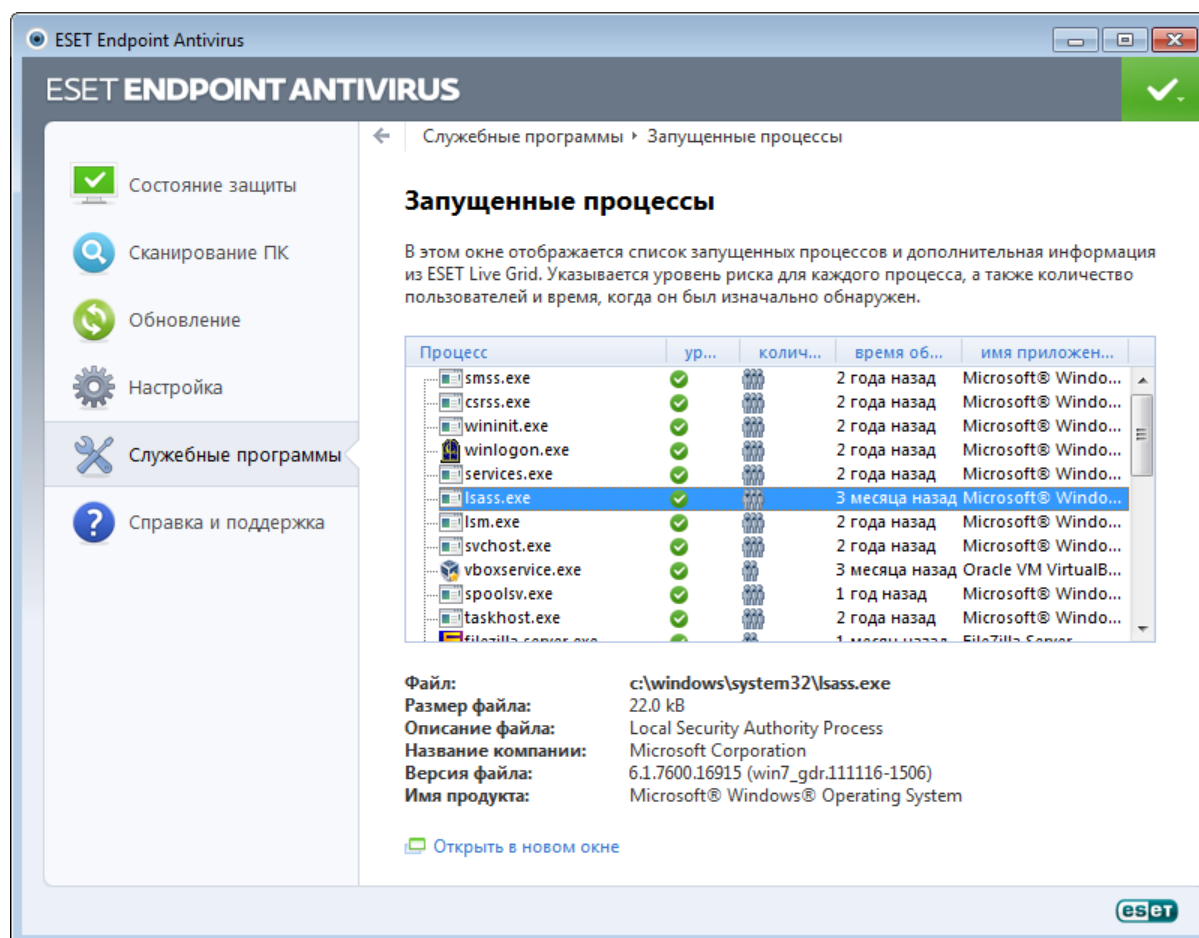 ESET Endpoint Antivirus
ESET ENDPOINT ANTIVIRUS
Служебные программы Запущенные процессы
Состояние защиты
Сканирование ПК
Обновление
Настройка
Служебные программы
Справка и поддержка
Запущенные процессы
В этом окне отображается список запущенных процессов и дополнительная информация
из ESET Live Grid. Указывается уровень риска для каждого процесса, а также количество
пользователей и время, когда он был изначально обнаружен.
Процесс ур... колич... время об... имя приложен...
smss.exe 2 года назад Microsoft® Windo...
csrss.exe 2 года назад Microsoft® Windo...
wininit.exe 2 года назад Microsoft® Windo...
winlogon.exe 2 года назад Microsoft® Windo...
services.exe 2 года назад Microsoft® Windo...
lsass.exe 3 месяца назад Microsoft® Windo...
lsm.exe 2 года назад Microsoft® Windo...
svchost.exe 2 года назад Microsoft® Windo...
vboxservice.exe 3 месяца назад Oracle VM VirtualB...
spoolsv.exe 1 год назад Microsoft® Windo...
taskhost.exe 2 года назад Microsoft® Windo...
filezilla server.exe 1 месяц назад FileZilla Server
Файл: c:\windows\system32\lsass.exe
Размер файла: 22.0 kB
Описание файла: Local Security Authority Process
Название компании: Microsoft Corporation
Версия файла: 6.1.7600.16915 (win7_gdr.111116-1506)
Имя продукта: Microsoft® Windows® Operating System
Открыть в новом окне
eseT